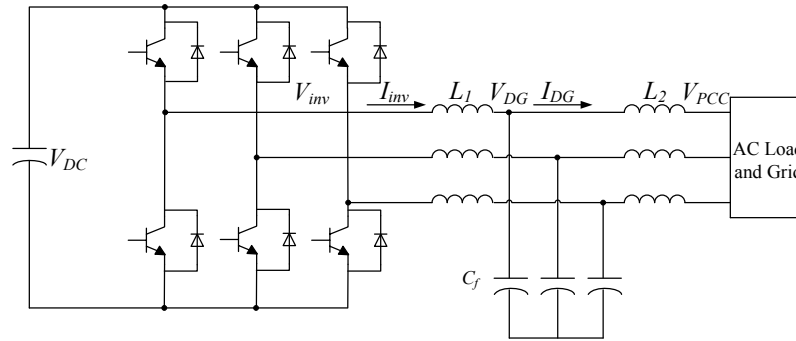 V_inv I_inv L_1 V_DG I_DG L_2 V_PCC
V_DC
AC Load
and Grid
C_f